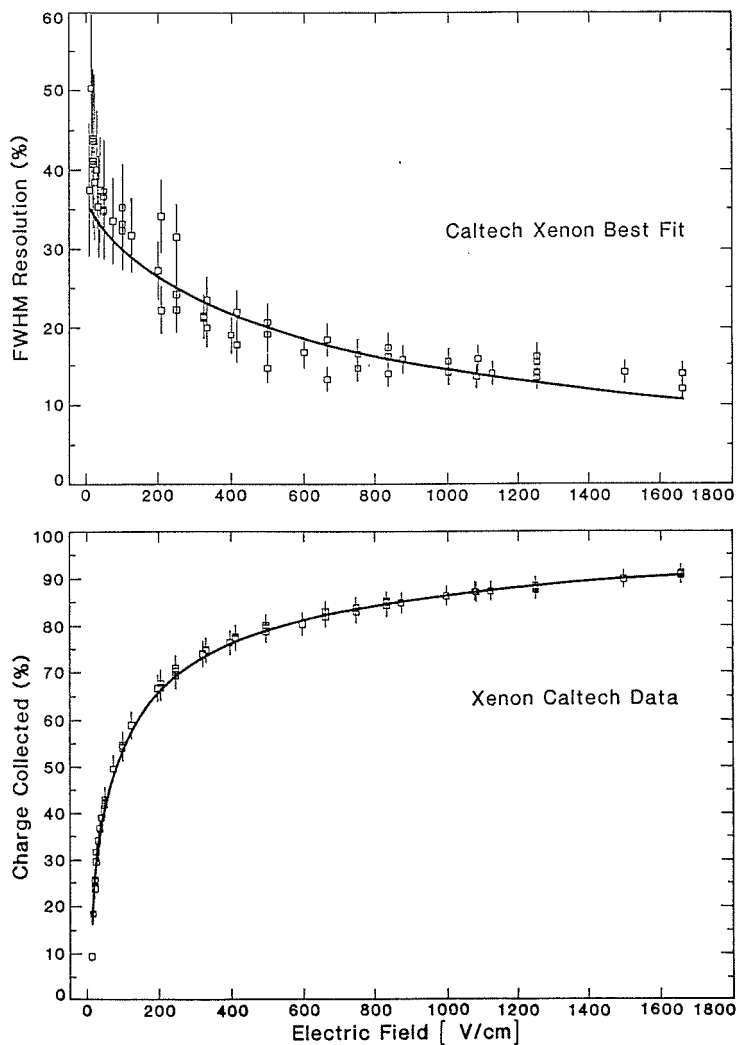 60
50
40
30
20
10
0
FWHM Resolution (%)
Caltech Xenon Best Fit
0 200 400 600 800 1000 1200 1400 1600 1800
100
90
80
70
60
50
40
30
20
10
0
Charge Collected (%)
Xenon Caltech Data
0 200 400 600 800 1000 1200 1400 1600 1800
Electric Field [ V/cm]